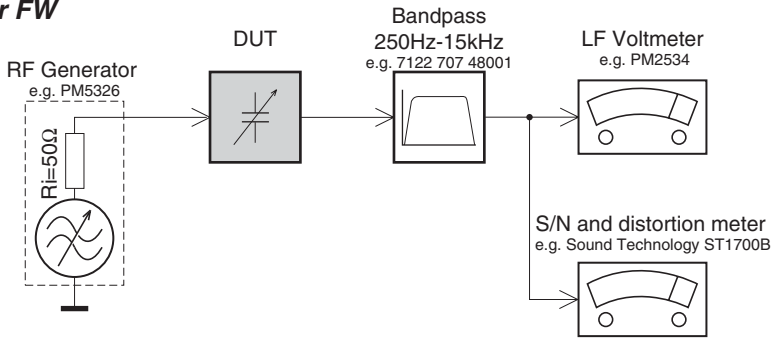 FW
DUT
Bandpass
250Hz-15kHz
e.g. 7122 707 48001
LF Voltmeter
e.g. PM2534
RF Generator
e.g. PM5326
Ri=50Ω
S/N and distortion meter
e.g. Sound Technology ST1700B